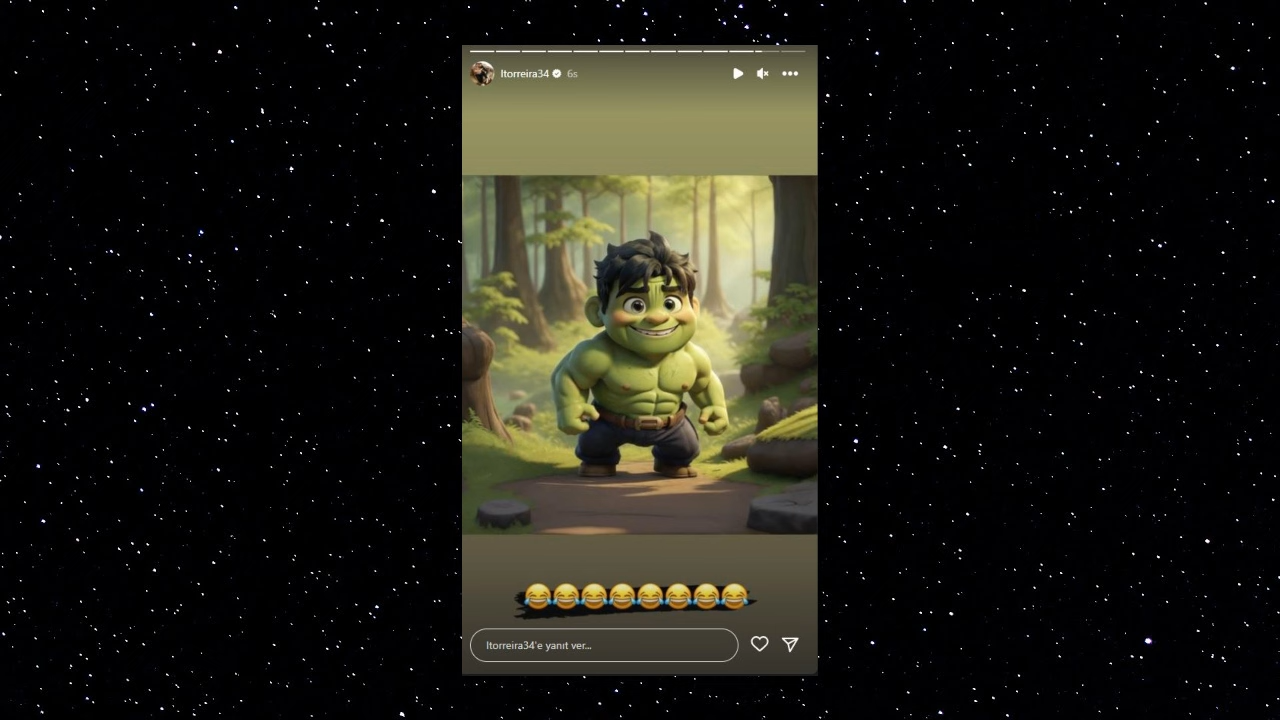 ltorreira34 6s
😂😂😂😂😂😂😂😂
ltorreira34'e yanıt ver...